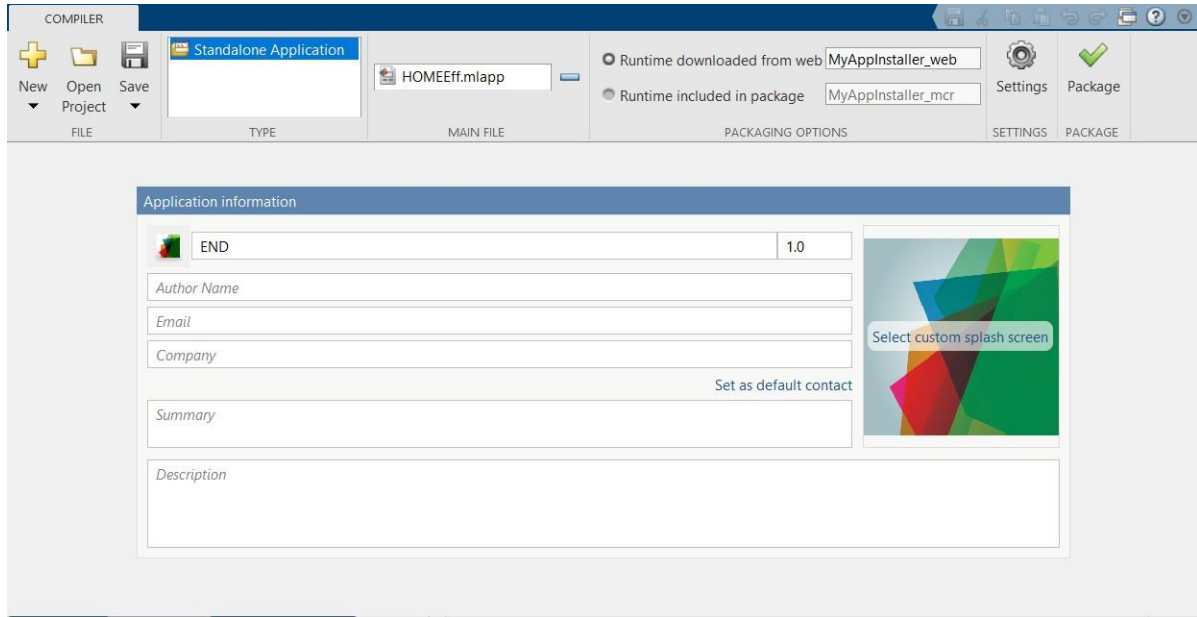 COMPILER
New
Open Project
Save
Standalone Application
HOMEEff.mlapp
Runtime downloaded from web MyAppInstaller_web
Runtime included in package MyAppInstaller_mcr
Settings
Package
FILE
TYPE
MAIN FILE
PACKAGING OPTIONS
SETTINGS
PACKAGE
Application information
END
1.0
Author Name
Email
Company
Select custom splash screen
Set as default contact
Summary
Description